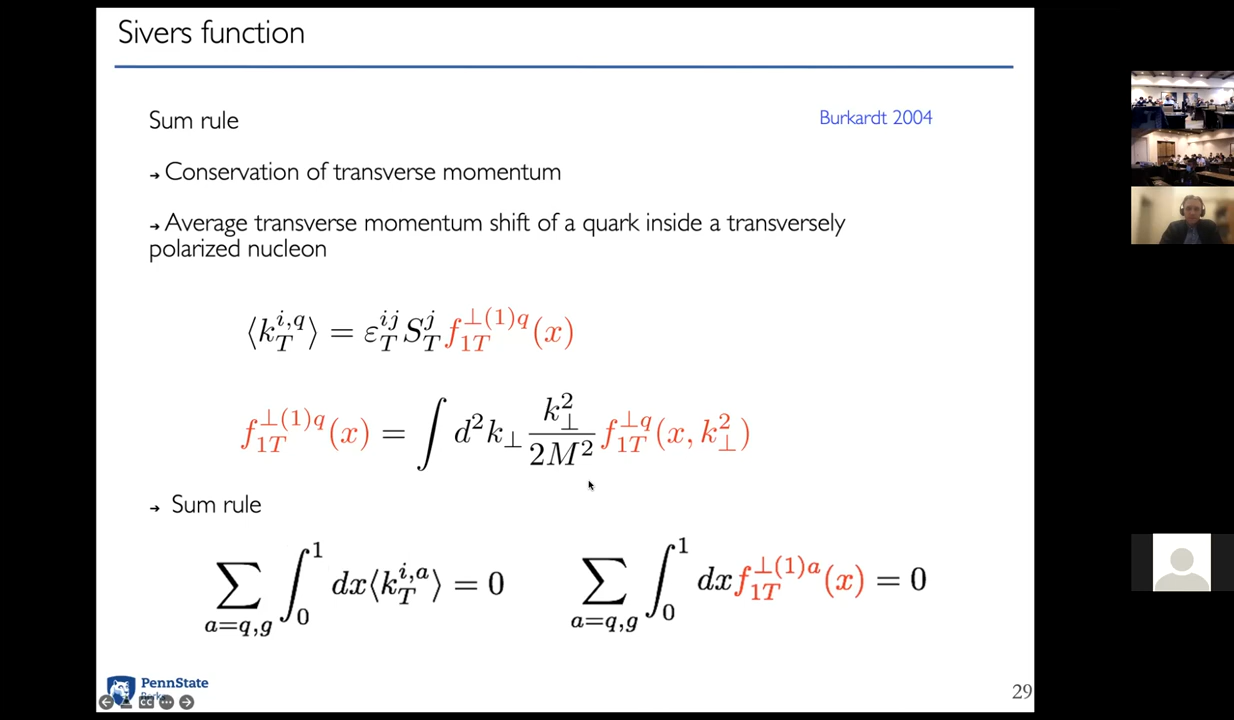 Sivers function
Sum rule
Burkardt 2004
→ Conservation of transverse momentum
→ Average transverse momentum shift of a quark inside a transversely
polarized nucleon
⟨k_T^{i,q}⟩ = ε_T^{ij} S_T^j f_{1T}^{⊥(1)q}(x)
f_{1T}^{⊥(1)q}(x) = ∫ d²k_⊥ \frac{k_⊥^2}{2M^2} f_{1T}^{⊥q}(x, k_⊥^2)
→ Sum rule
∑_{a=q,g} ∫_0^1 dx⟨k_T^{i,a}⟩ = 0
∑_{a=q,g} ∫_0^1 dx f_{1T}^{⊥(1)a}(x) = 0
PennState
29